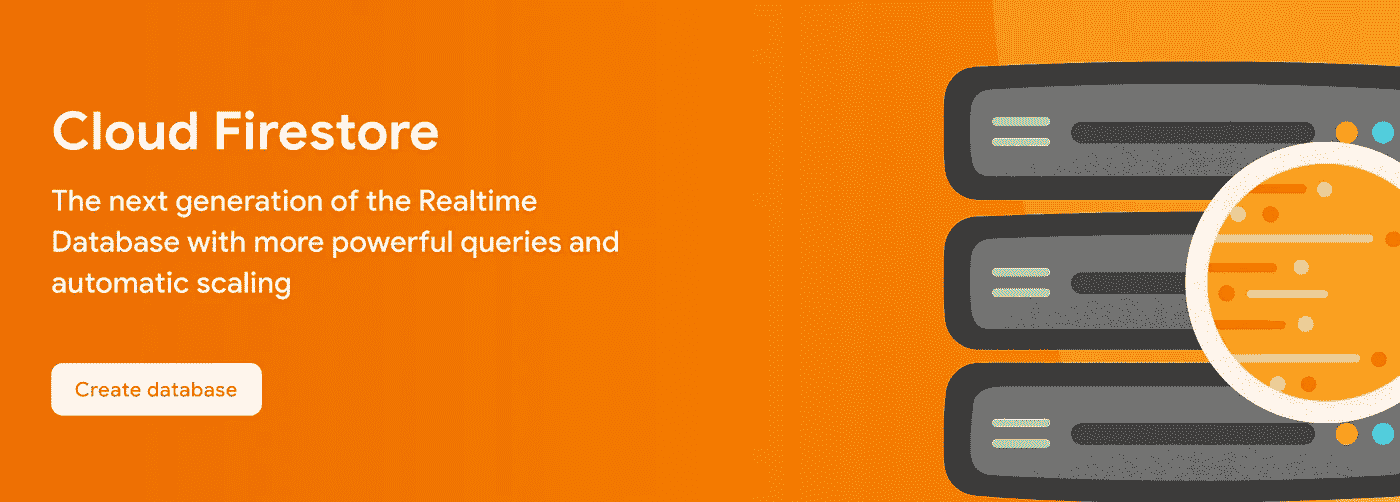 Cloud Firestore
The next generation of the Realtime
Database with more powerful queries and
automatic scaling
Create database